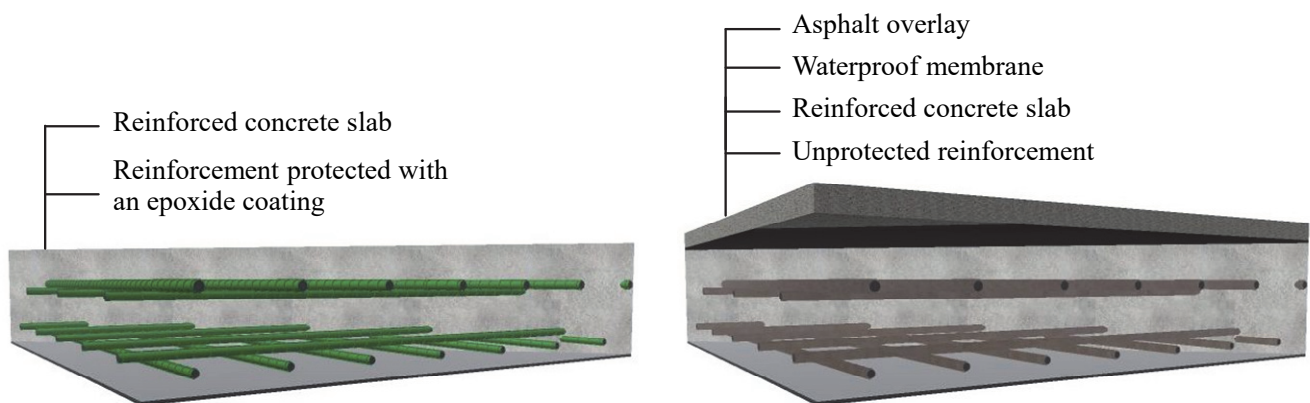 Reinforced concrete slab
Reinforcement protected with
an epoxide coating
Asphalt overlay
Waterproof membrane
Reinforced concrete slab
Unprotected reinforcement